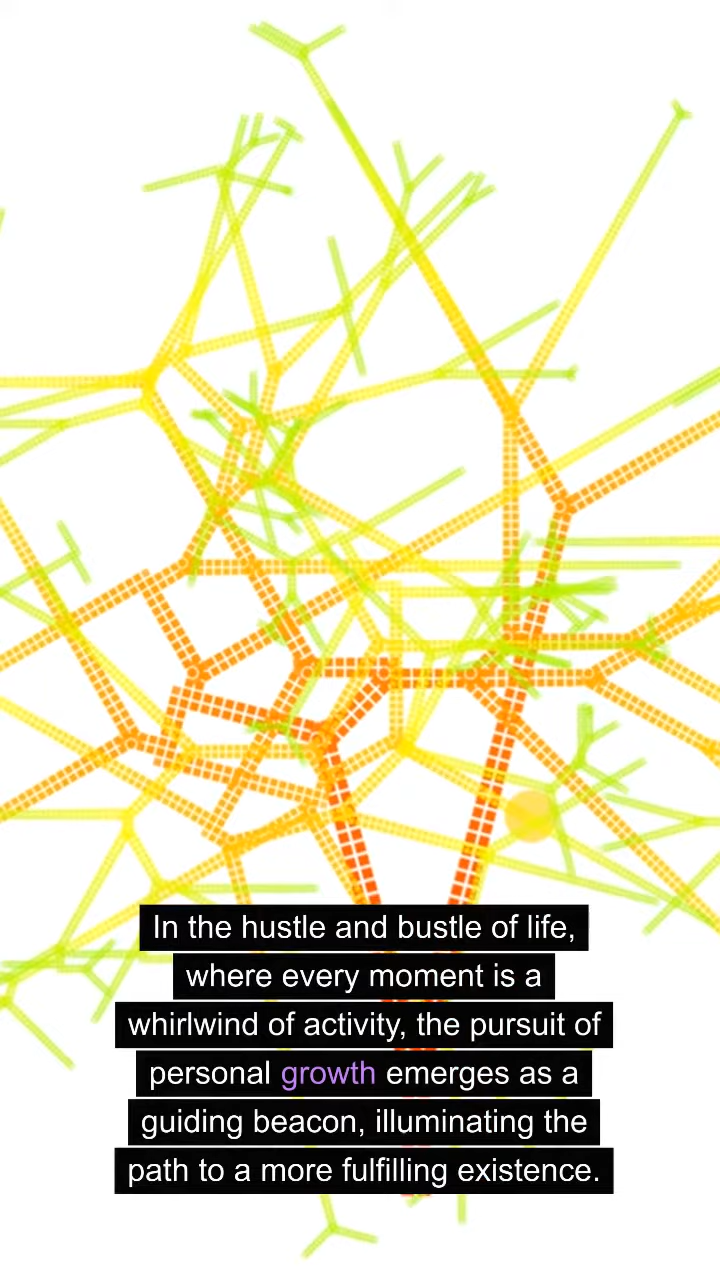 In the hustle and bustle of life,
where every moment is a
whirlwind of activity, the pursuit of
personal growth emerges as a
guiding beacon, illuminating the
path to a more fulfilling existence.